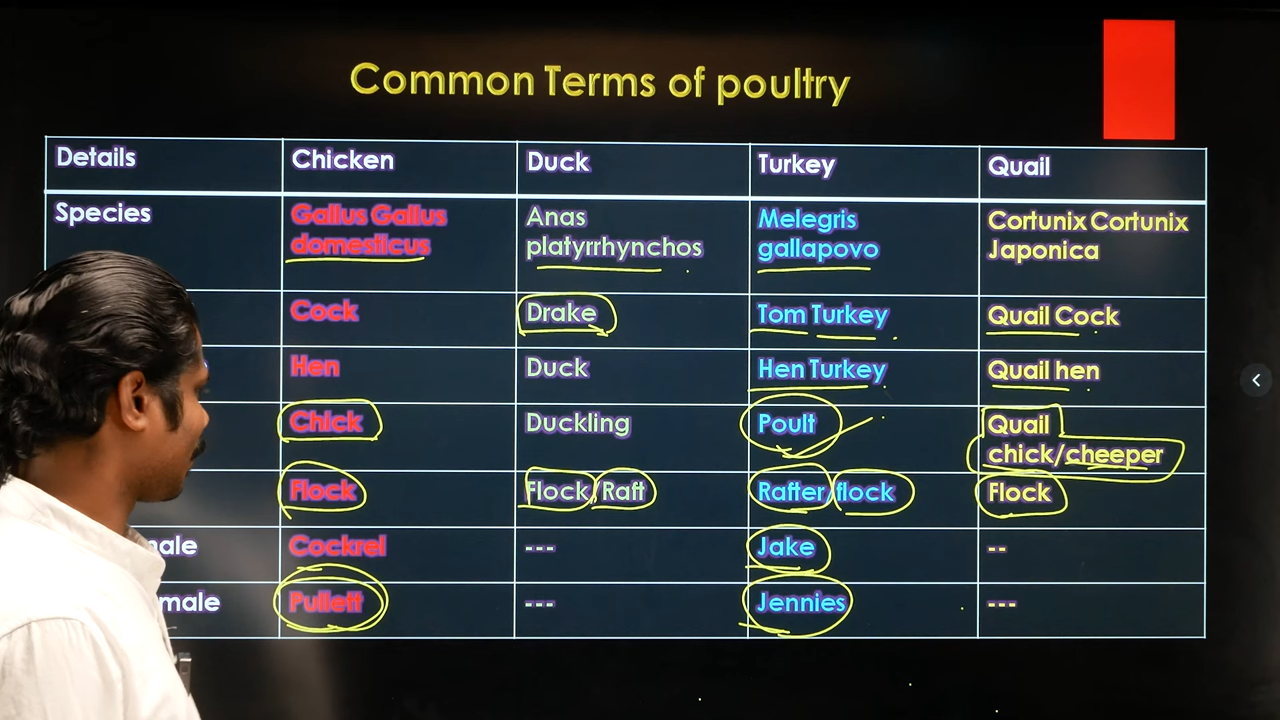 Common Terms of poultry
Details Chicken Duck Turkey Quail
Species Gallus Gallus Anas Melegris Cortunix Cortunix
domesticus platyrrhynchos gallapovo Japonica
Cock Drake Tom Turkey Quail Cock
Hen Duck Hen Turkey Quail hen
Chick Duckling Poult Quail
chick/cheeper
Flock Flock/Raft Rafter/flock Flock
male Cockrel --- Jake --
male Pullett --- Jennies ---